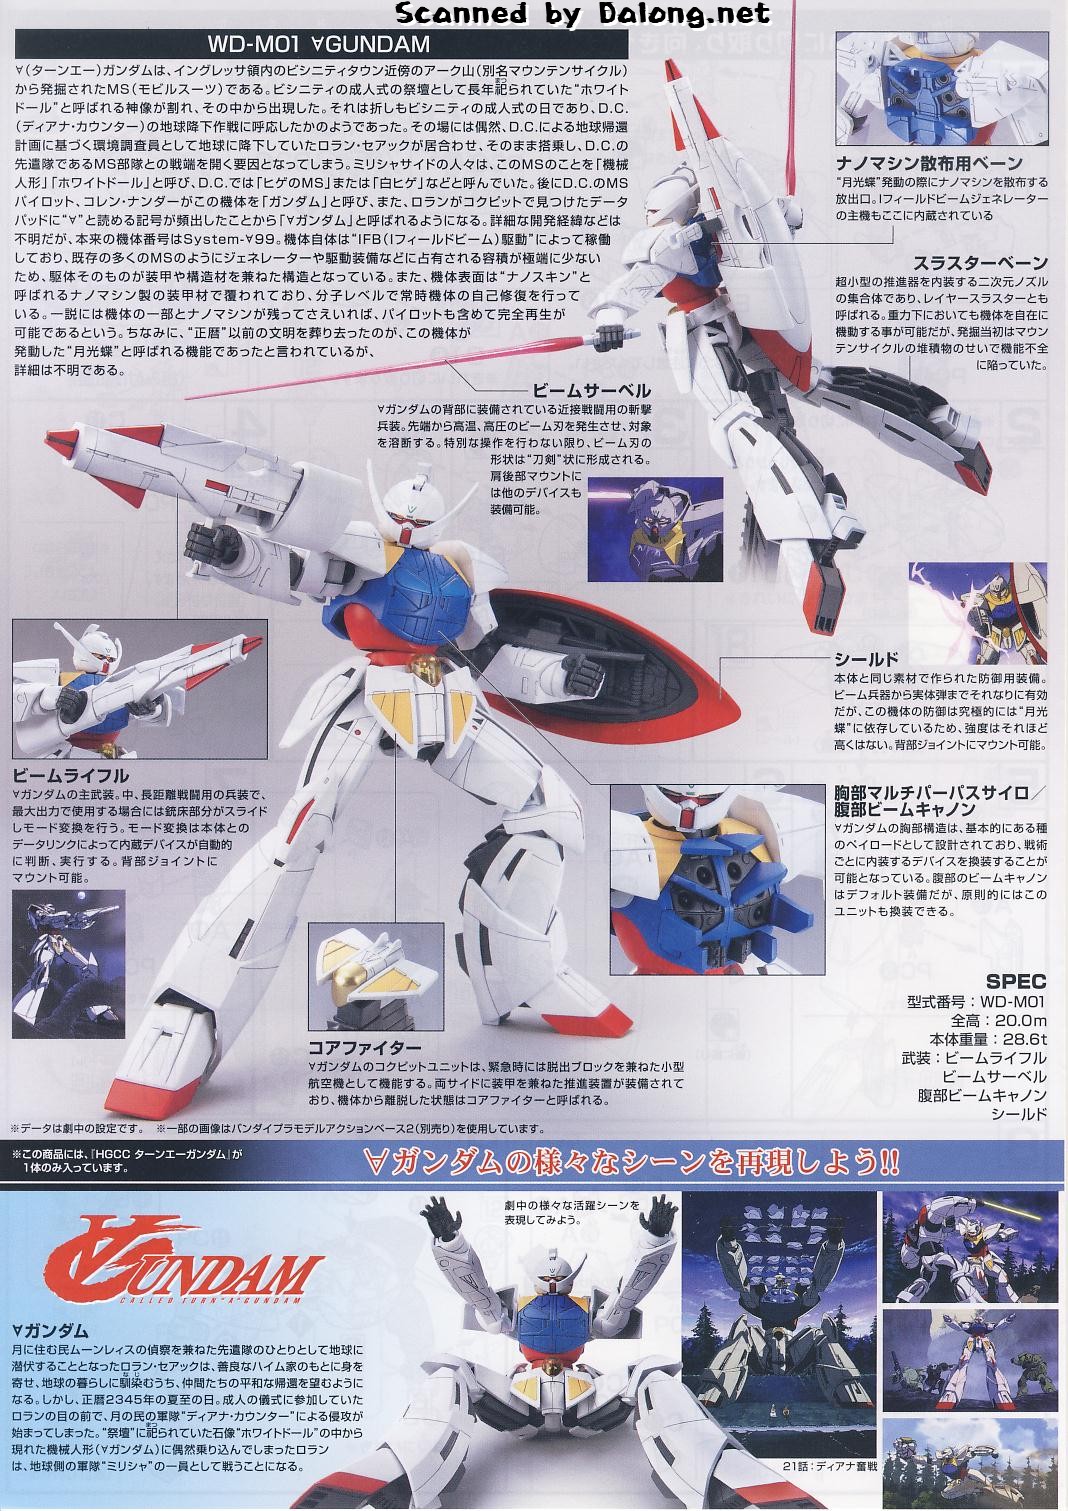 Scanned by Dalong.net
WD-M01 ∀GUNDAM
∀(ターンエー)ガンダムは、イングレッサ領内のビシニティタウン近傍のアーク山(別名マウンテンサイクル)
から発掘されたMS(モビルスーツ)である。ビシニティの成人式の祭壇として長年祀られていた“ホワイト
ドール”と呼ばれる神像が割れ、その中から出現した。それは折しもビシニティの成人式の日であり、D.C.
(ディアナ・カウンター)の地球降下作戦に呼応したかのようであった。その場には偶然、D.C.による地球帰還
計画に基づく環境調査員として地球に降下していたロラン・セアックが居合わせ、そのまま搭乗し、D.C.の
先遣隊であるMS部隊との戦端を開く要因となってしまう。ミリシャサイドの人々は、このMSのことを「機械
人形」「ホワイトドール」と呼び、D.C.では「ヒゲのMS」または「白ヒゲ」などと呼んでいた。後にD.C.のMS
パイロット、コレン・ナンダーがこの機体を「ガンダム」と呼び、また、ロランがコクピットで見つけたデータ
パッドに“∀”と読める記号が頻出したことから「∀ガンダム」と呼ばれるようになる。詳細な開発経緯などは
不明だが、本来の機体番号はSystem-∀99。機体自体は“IFB(Iフィールドビーム)駆動”によって稼働
しており、既存の多くのMSのようにジェネレーターや駆動装備などに占有される容積が極端に少ない
ため、駆体そのものが装甲や構造材を兼ねた構造となっている。また、機体表面は“ナノスキン”と
呼ばれるナノマシン製の装甲材で覆われており、分子レベルで常時機体の自己修復を行って
いる。一説には機体の一部とナノマシンが残ってさえいれば、パイロットも含めて完全再生が
可能であるという。ちなみに、“正暦”以前の文明を葬り去ったのが、この機体が
発動した“月光蝶”と呼ばれる機能であったと言われているが、
詳細は不明である。
ナノマシン散布用ベーン
“月光蝶”発動の際にナノマシンを散布する
放出口。Iフィールドビームジェネレーター
の主機もここに内蔵されている
スラスターベーン
超小型の推進器を内装する二次元ノズル
の集合体であり、レイヤースラスターとも
呼ばれる。重力下においても機体を自在に
機動する事が可能だが、発掘当初はマウン
テンサイクルの堆積物のせいで機能不全
に陥っていた。
ビームサーベル
∀ガンダムの背部に装備されている近接戦闘用の斬撃
兵装。先端から高温、高圧のビーム刃を発生させ、対象
を溶断する。特別な操作を行わない限り、ビーム刃の
形状は“刀剣”状に形成される。
肩後部マウントに
は他のデバイスも
装備可能。
シールド
本体と同じ素材で作られた防御用装備。
ビーム兵器から実体弾までそれなりに有効
だが、この機体の防御は究極的には“月光
蝶”に依存しているため、強度はそれほど
高くはない。背部ジョイントにマウント可能。
ビームライフル
∀ガンダムの主武装。中、長距離戦闘用の兵装で、
最大出力で使用する場合には銃床部分がスライド
しモード変換を行う。モード変換は本体との
データリンクによって内蔵デバイスが自動的
に判断、実行する。背部ジョイントに
マウント可能。
胸部マルチパーパスサイロ/
腹部ビームキャノン
∀ガンダムの胸部構造は、基本的にある種
のペイロードとして設計されており、戦術
ごとに内装するデバイスを換装することが
可能となっている。腹部のビームキャノン
はデフォルト装備だが、原則的にはこの
ユニットも換装できる。
コアファイター
∀ガンダムのコクピットユニットは、緊急時には脱出ブロックを兼ねた小型
航空機として機能する。両サイドに装甲を兼ねた推進装置が装備されて
おり、機体から離脱した状態はコアファイターと呼ばれる。
SPEC
型式番号：WD-M01
全高：20.0m
本体重量：28.6t
武装：ビームライフル
ビームサーベル
腹部ビームキャノン
シールド
※データは劇中の設定です。 ※一部の画像はバンダイプラモデルアクションベース2(別売り)を使用しています。
※この商品には、『HGCC ターンエーガンダム』が
1体のみ入っています。
∀ガンダムの様々なシーンを再現しよう!!
∀GUNDAM
CALLED TURN "A" GUNDAM
劇中の様々な活躍シーンを
表現してみよう。
∀ガンダム
月に住む民ムーンレィスの偵察を兼ねた先遣隊のひとりとして地球に
潜伏することとなったロラン・セアックは、善良なハイム家のもとに身を
寄せ、地球の暮らしに馴染むうち、仲間たちの平和な帰還を望むように
なる。しかし、正暦2345年の夏至の日。成人の儀式に参加していた
ロランの目の前で、月の民の軍隊“ディアナ・カウンター”による侵攻が
始まってしまった。“祭壇”に祀られていた石像“ホワイトドール”の中から
現れた機械人形(∀ガンダム)に偶然乗り込んでしまったロラン
は、地球側の軍隊“ミリシャ”の一員として戦うことになる。
21話：ディアナ奮戦